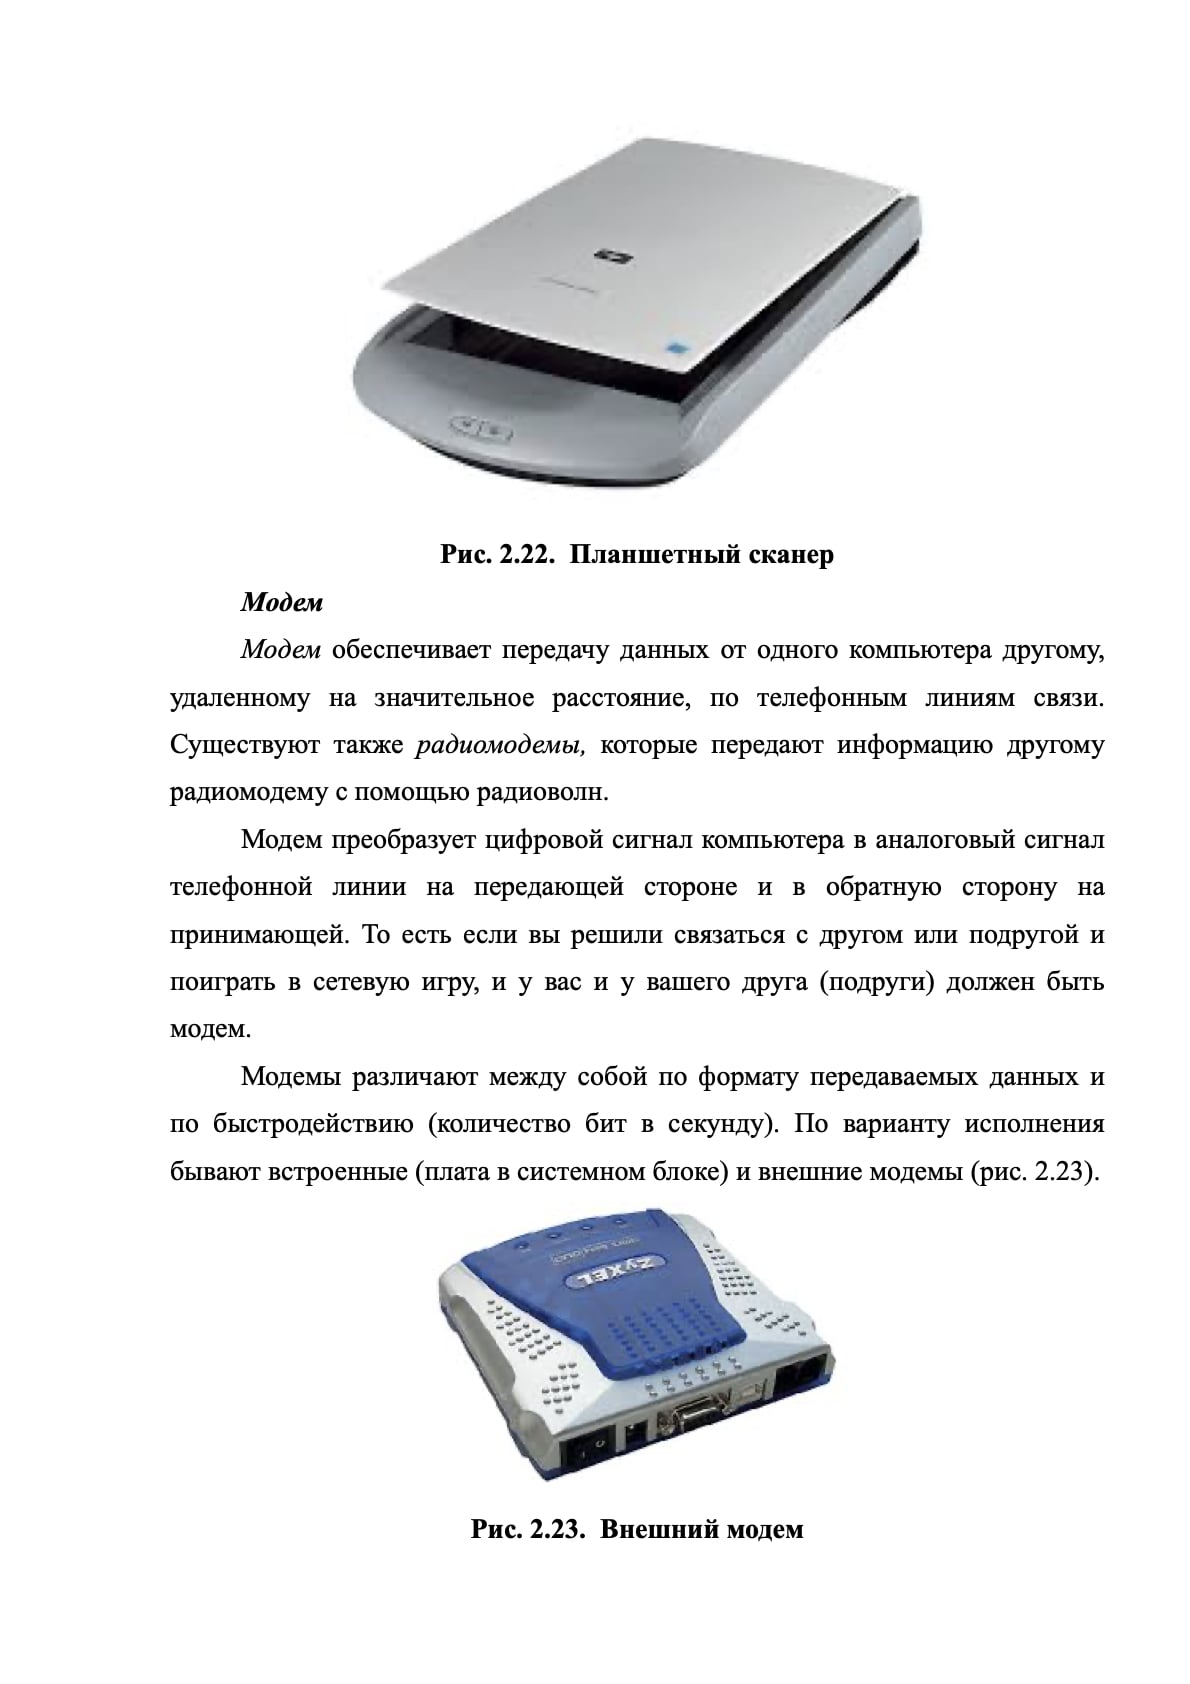 Рис. 2.22. Планшетный сканер
Модем
Модем обеспечивает передачу данных от одного компьютера другому,
удаленному на значительное расстояние, по телефонным линиям связи.
Существуют также радиомодемы, которые передают информацию другому
радиомодему с помощью радиоволн.
Модем преобразует цифровой сигнал компьютера в аналоговый сигнал
телефонной линии на передающей стороне и в обратную сторону на
принимающей. То есть если вы решили связаться с другом или подругой и
поиграть в сетевую игру, и у вас и у вашего друга (подруги) должен быть
модем.
Модемы различают между собой по формату передаваемых данных и
по быстродействию (количество бит в секунду). По варианту исполнения
бывают встроенные (плата в системном блоке) и внешние модемы (рис. 2.23).
ZyXEL
Рис. 2.23. Внешний модем